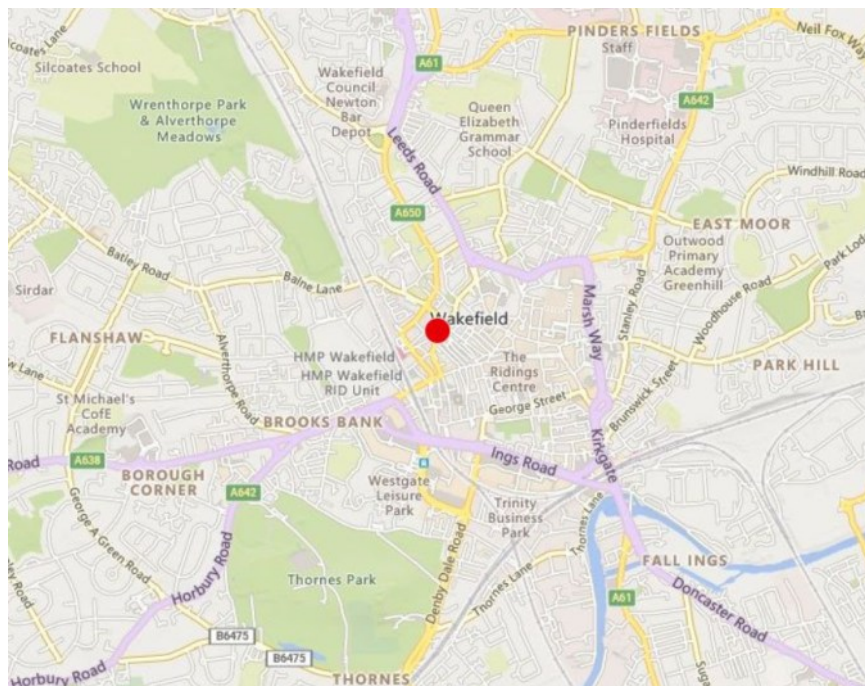 Silcoates Lane
PINDERS FIELDS
Neil Fox Way
Silcoates School
Staff
A61
Wakefield
Council
Newton
Bar
Depot
A642
Wrenthorpe Park
& Alverthorpe
Meadows
Queen
Elizabeth
Grammar
School
Pinderfields
Hospital
Leeds Road
Windhill Road
A650
EAST MOOR
Outwood
Primary
Academy
Greenhill
Park Lod
Batley Road
Balne Lane
Sirdar
Marsh Way
Stanley Road
Woodhouse Road
Wakefield
FLANSHAW
Alverthorpe Road
HMP Wakefield
HMP Wakefield
RID Unit
The
Ridings
Centre
PARK HILL
St Michael's
CofE
Academy
George Street
Brunswick Street
BROOKS BANK
Kirkgate
Ings Road
Road
A638
BOROUGH
CORNER
A642
Westgate
Leisure
Park
Trinity
Business
Park
Thornes Lane
George A Green Road
Horbury Road
Denby Dale Road
FALL INGS
Thornes Park
Thornes Lane
A61
Doncaster Road
B6475
B6475
Horbury Road
THORNES